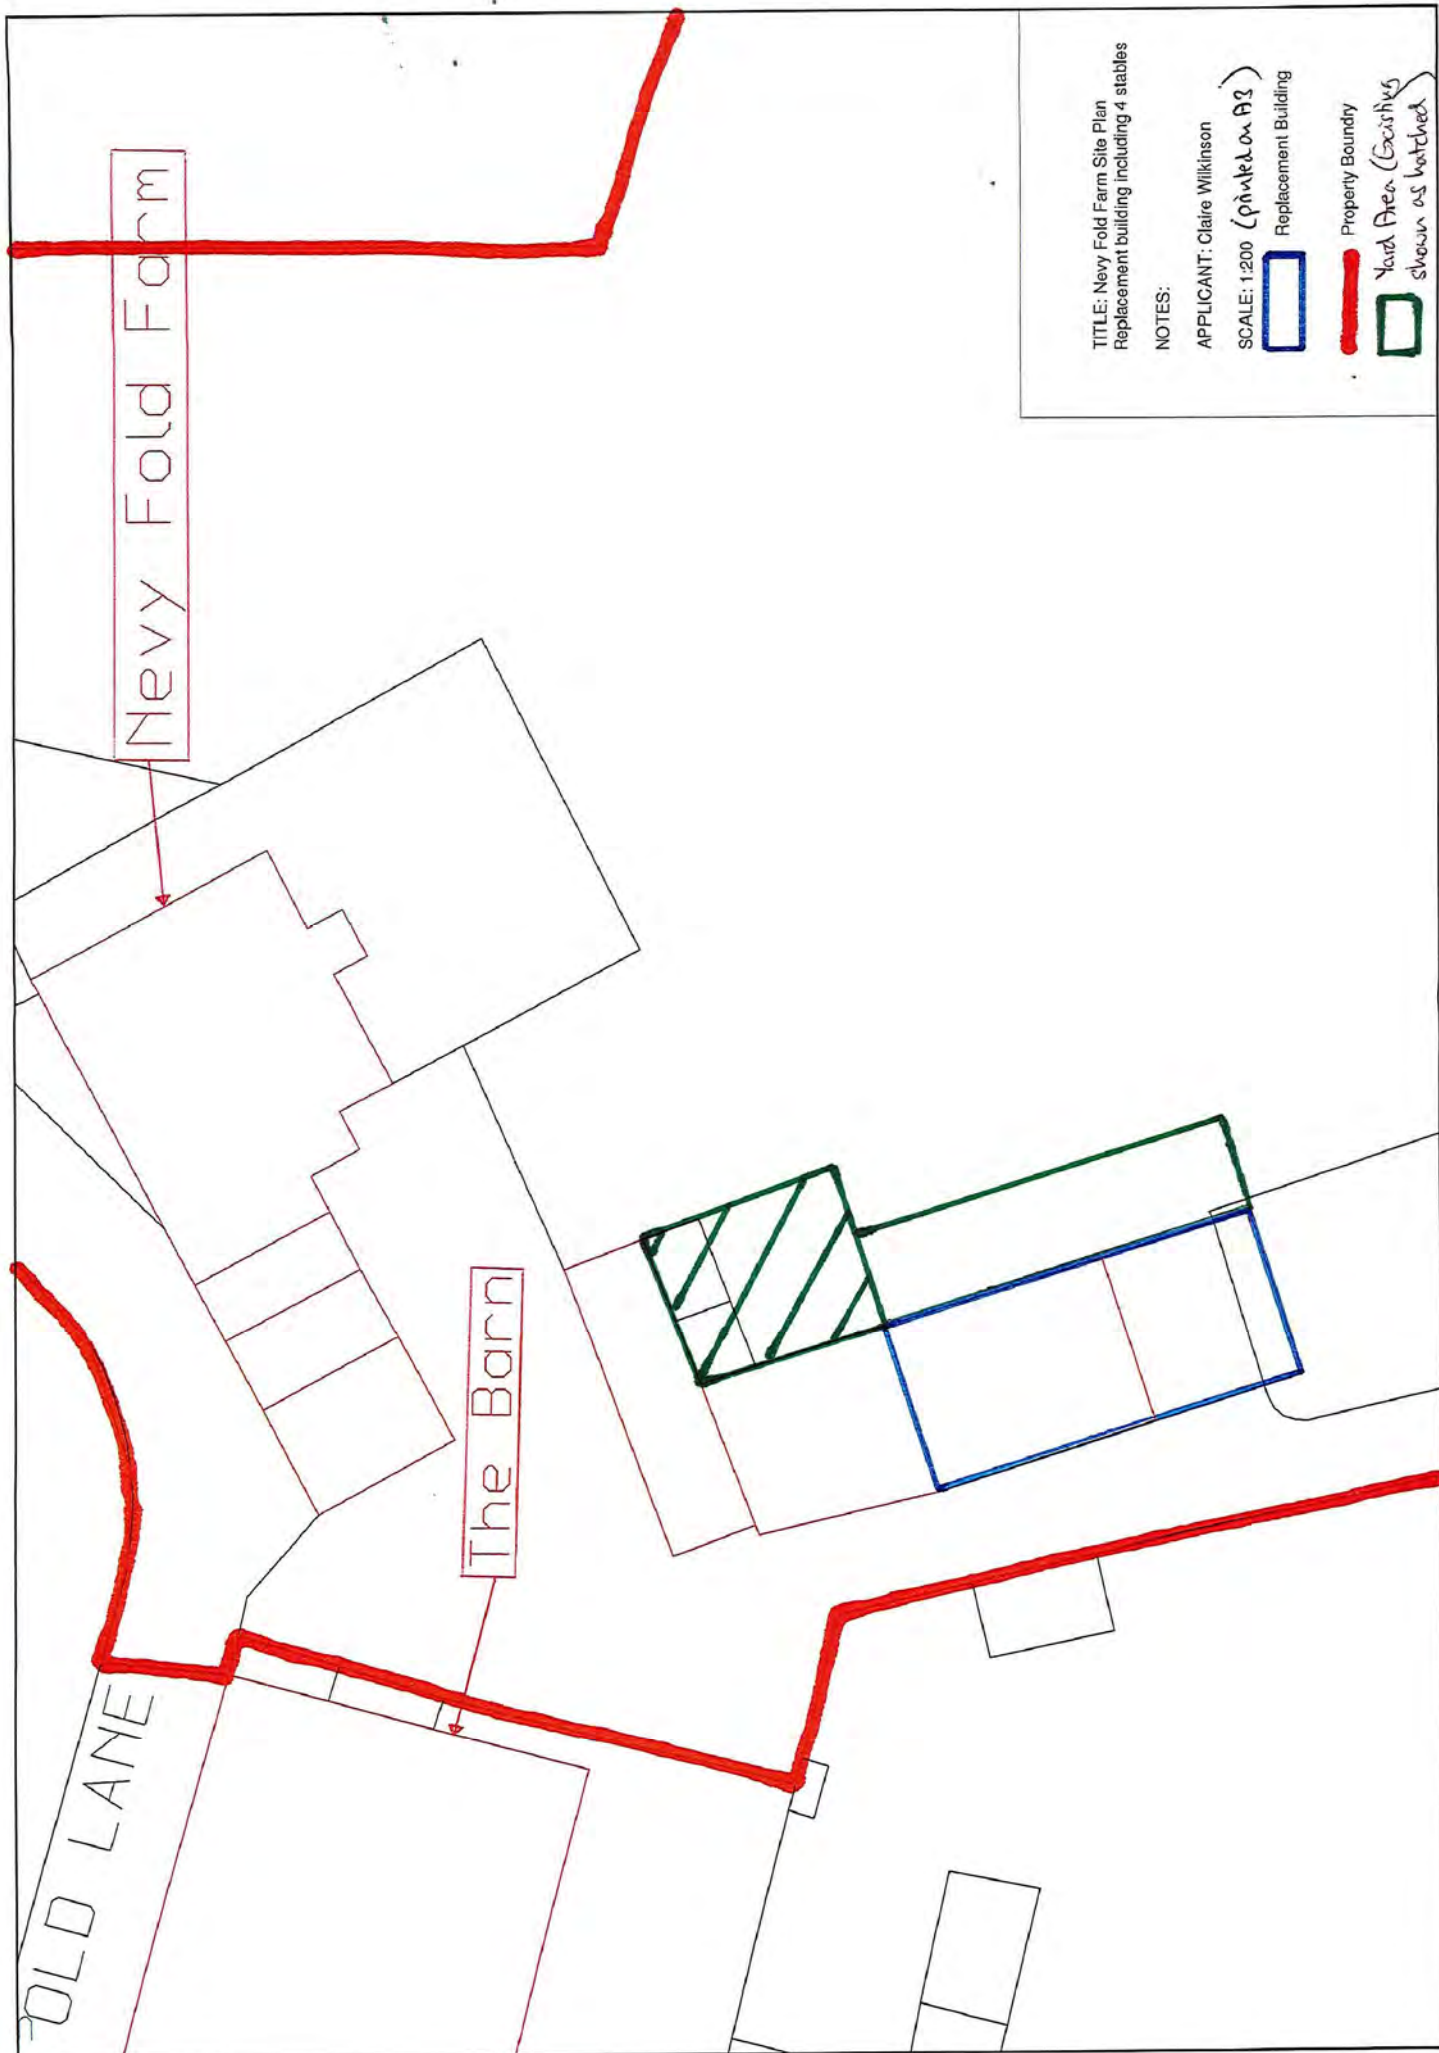 Nevy Fold Farm
The Barn
OLD LANE
TITLE: Nevy Fold Farm Site Plan
Replacement building including 4 stables
NOTES:
APPLICANT: Claire Wilkinson
SCALE: 1:200 (printed on A3)
Replacement Building
Property Boundry
Yard Area (Existing
shown as hatched)